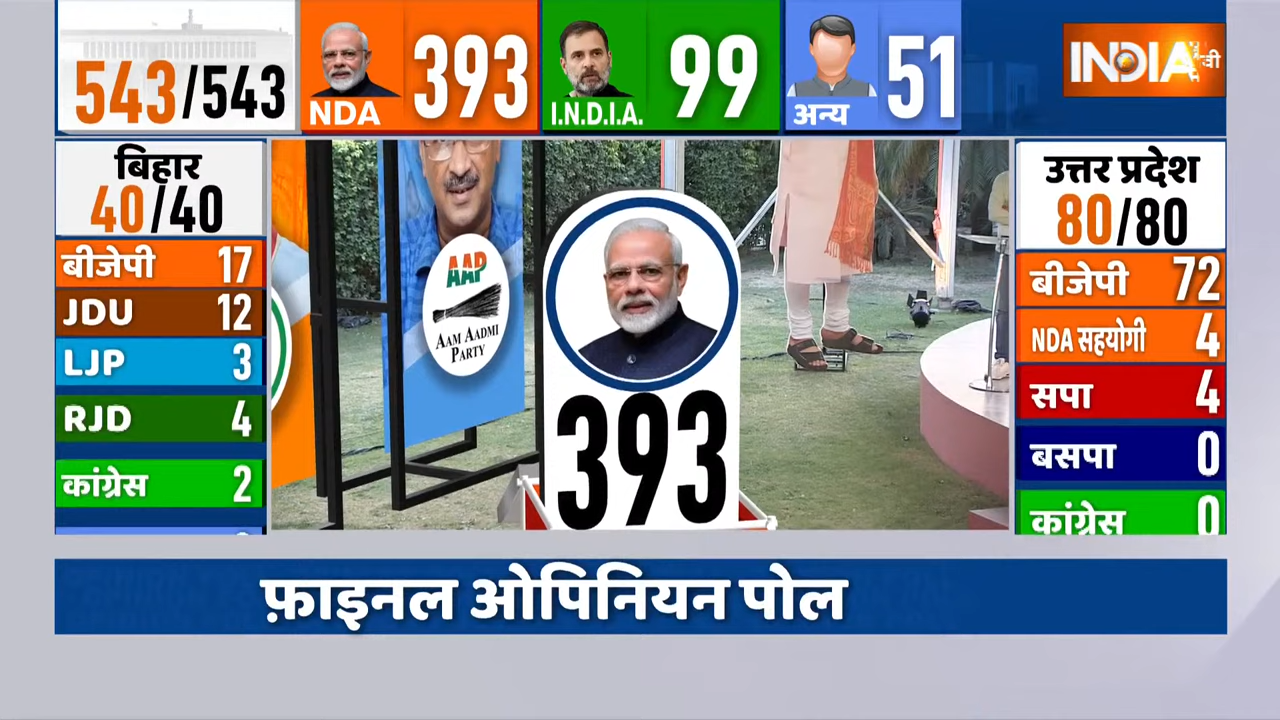 543/543
NDA
393
I.N.D.I.A.
99
अन्य
51
INDIA
बिहार
40/40
बीजेपी 17
JDU 12
LJP 3
RJD 4
कांग्रेस 2
AAP
AAM AADMI
PARTY
393
उत्तर प्रदेश
80/80
बीजेपी 72
NDA सहयोगी 4
सपा 4
बसपा 0
कांग्रेस 0
फ़ाइनल ओपिनियन पोल